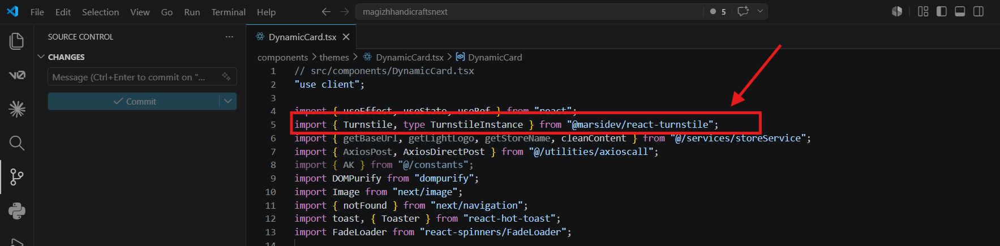 File Edit Selection View Go Run Terminal Help
magizhhandicraftsnext
5
SOURCE CONTROL ...
CHANGES
Message (Ctrl+Enter to commit on "...
Commit
DynamicCard.tsx
components > themes > DynamicCard.tsx > DynamicCard
1 // src/components/DynamicCard.tsx
2 "use client";
3
4 import { useEffect, useState, useRef } from "react";
5 import { Turnstile, type TurnstileInstance } from "@marsidev/react-turnstile";
6 import { getBaseUrl, getLightLogo, getStoreName, cleanContent } from "@/services/storeService";
7 import { AxiosPost, AxiosDirectPost } from "@/utilities/axioscall";
8 import { AK } from "@/constants";
9 import DOMPurify from "dompurify";
10 import Image from "next/image";
11 import { notFound } from "next/navigation";
12 import toast, { Toaster } from "react-hot-toast";
13 import FadeLoader from "react-spinners/FadeLoader";
14